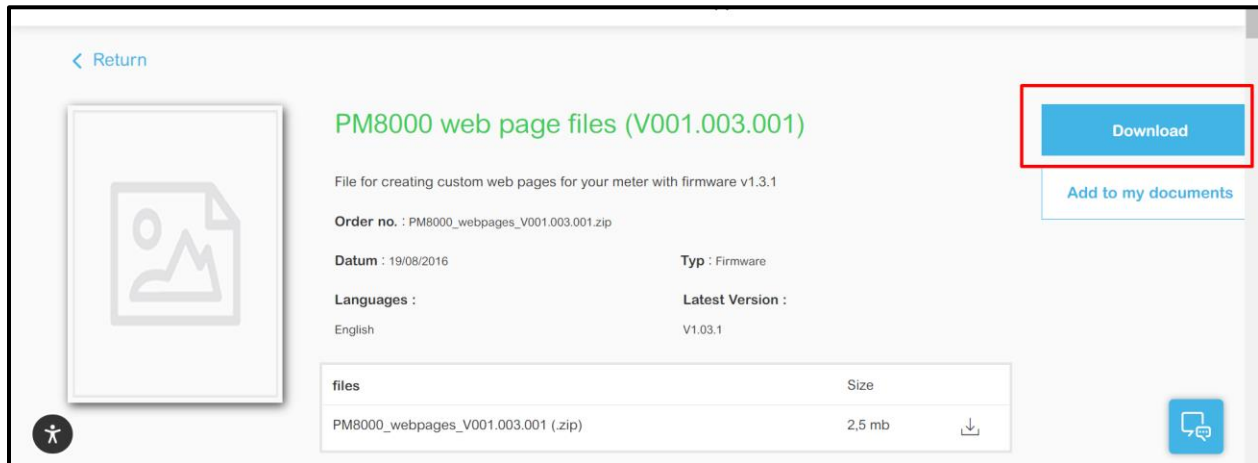 Return
PM8000 web page files (V001.003.001)
Download
File for creating custom web pages for your meter with firmware v1.3.1
Add to my documents
Order no. : PM8000_webpages_V001.003.001.zip
Datum : 19/08/2016
Typ : Firmware
Languages :
Latest Version :
English
V1.03.1
files
Size
PM8000_webpages_V001.003.001 (.zip)
2,5 mb